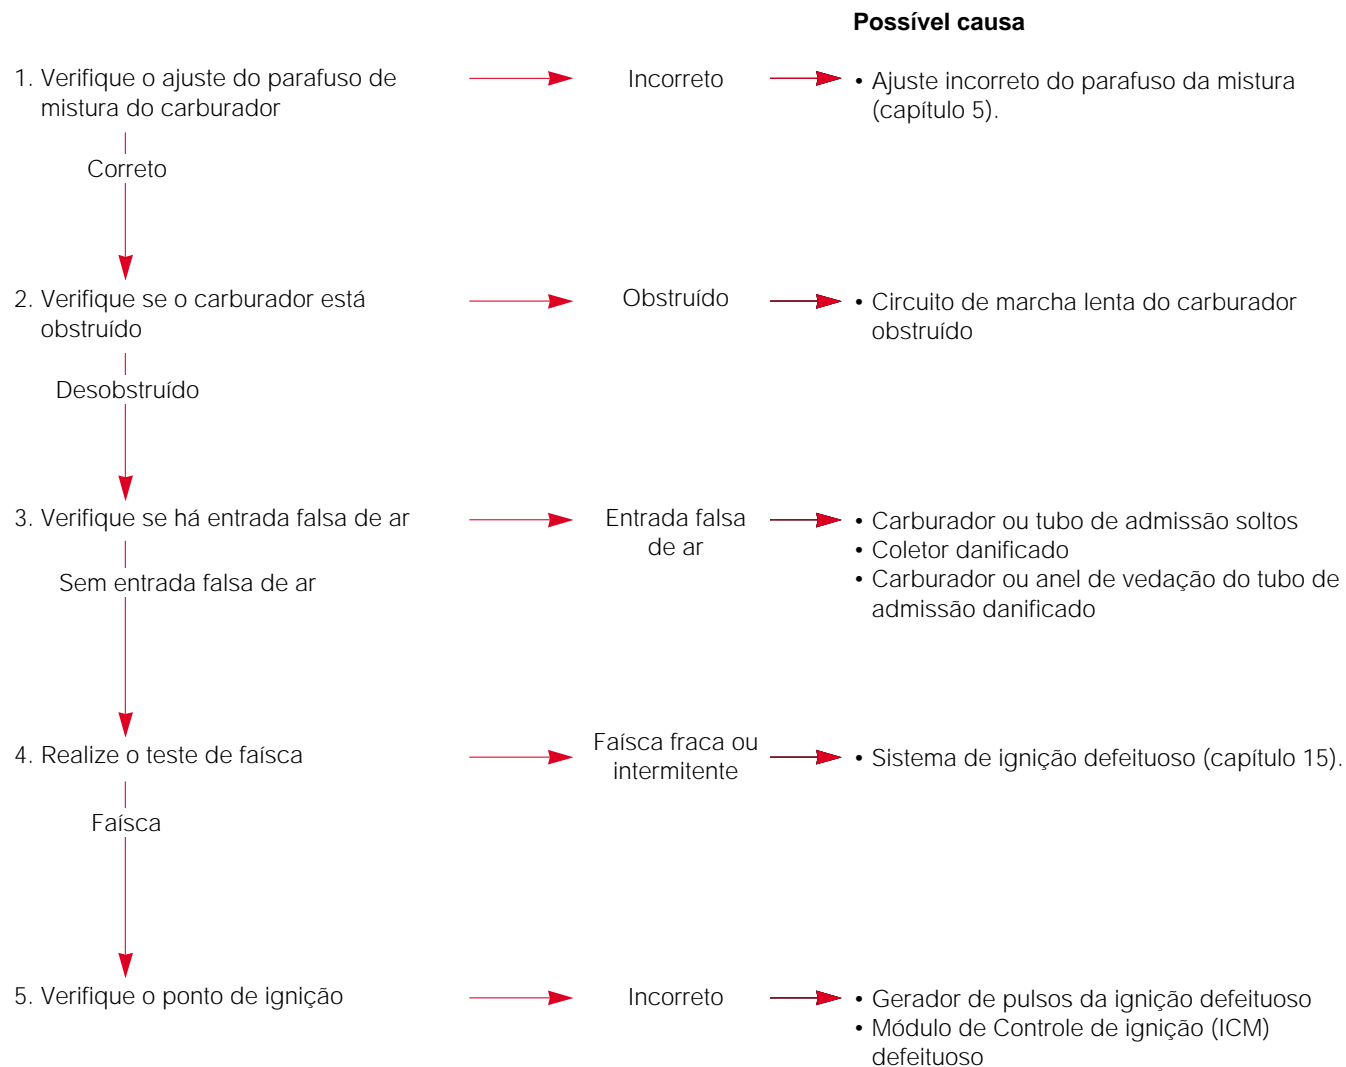 Possível causa
1. Verifique o ajuste do parafuso de
mistura do carburador
Incorreto
• Ajuste incorreto do parafuso da mistura
(capítulo 5).
Correto
2. Verifique se o carburador está
obstruído
Obstruído
• Circuito de marcha lenta do carburador
obstruído
Desobstruído
3. Verifique se há entrada falsa de ar
Entrada falsa
de ar
• Carburador ou tubo de admissão soltos
• Coletor danificado
• Carburador ou anel de vedação do tubo de
admissão danificado
Sem entrada falsa de ar
4. Realize o teste de faísca
Faísca fraca ou
intermitente
• Sistema de ignição defeituoso (capítulo 15).
Faísca
5. Verifique o ponto de ignição
Incorreto
• Gerador de pulsos da ignição defeituoso
• Módulo de Controle de ignição (ICM)
defeituoso